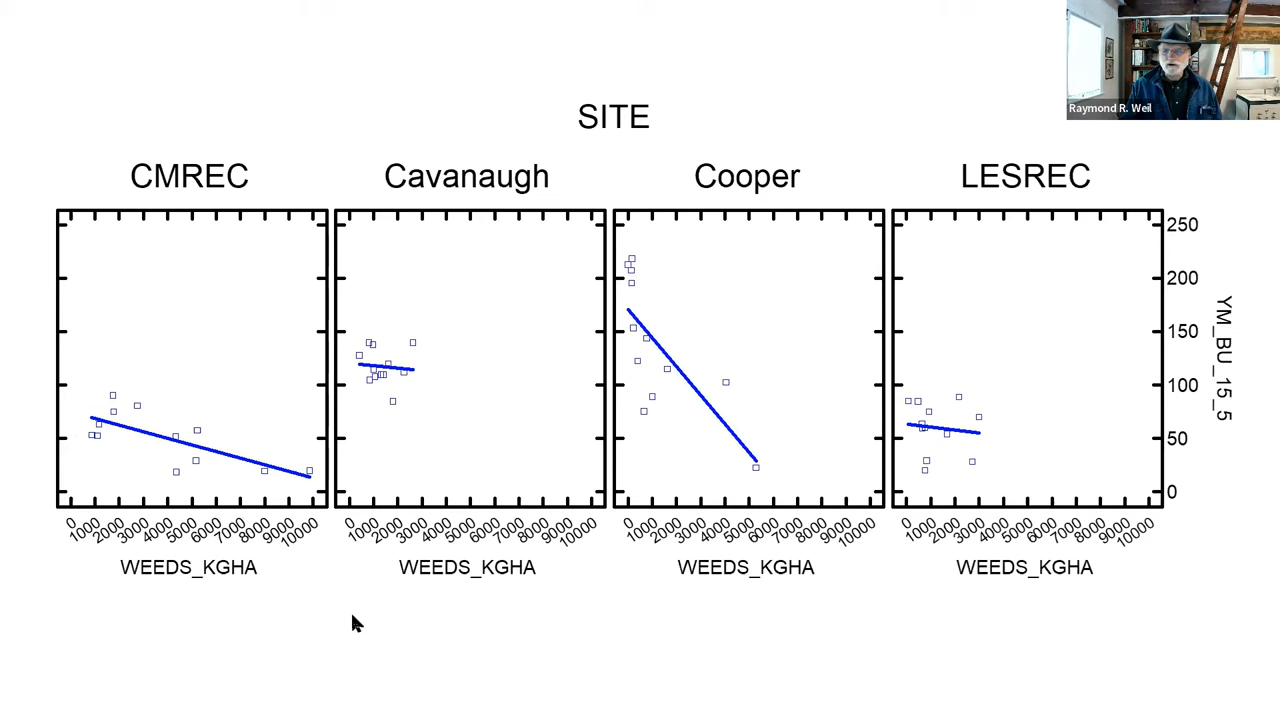 Raymond R. Weil
SITE
CMREC
Cavanaugh
Cooper
LESREC
250
200
150
100
50
0
YM_BU_15_5
0 1000 2000 3000 4000 5000 6000 7000 8000 9000 10000
0 1000 2000 3000 4000 5000 6000 7000 8000 9000 10000
0 1000 2000 3000 4000 5000 6000 7000 8000 9000 10000
0 1000 2000 3000 4000 5000 6000 7000 8000 9000 10000
WEEDS_KGHA
WEEDS_KGHA
WEEDS_KGHA
WEEDS_KGHA